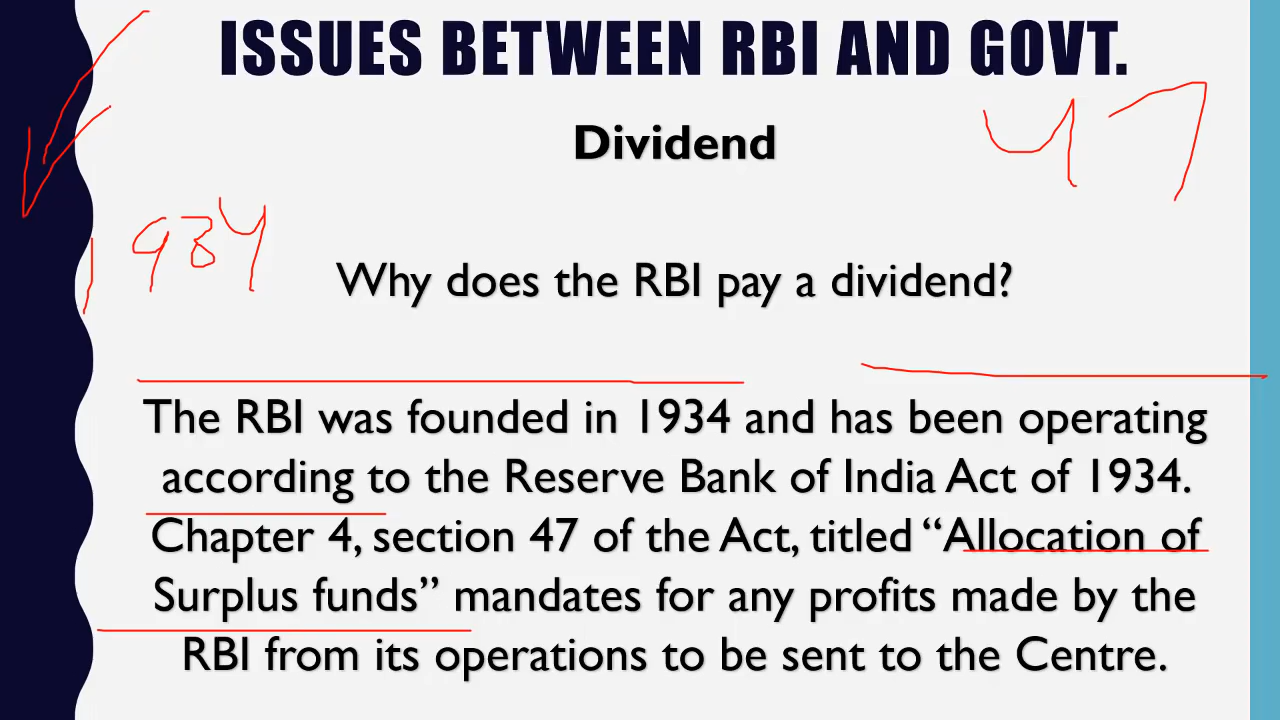 ISSUES BETWEEN RBI AND GOVT.
47
Dividend
1934
Why does the RBI pay a dividend?
The RBI was founded in 1934 and has been operating
according to the Reserve Bank of India Act of 1934.
Chapter 4, section 47 of the Act, titled “Allocation of
Surplus funds” mandates for any profits made by the
RBI from its operations to be sent to the Centre.